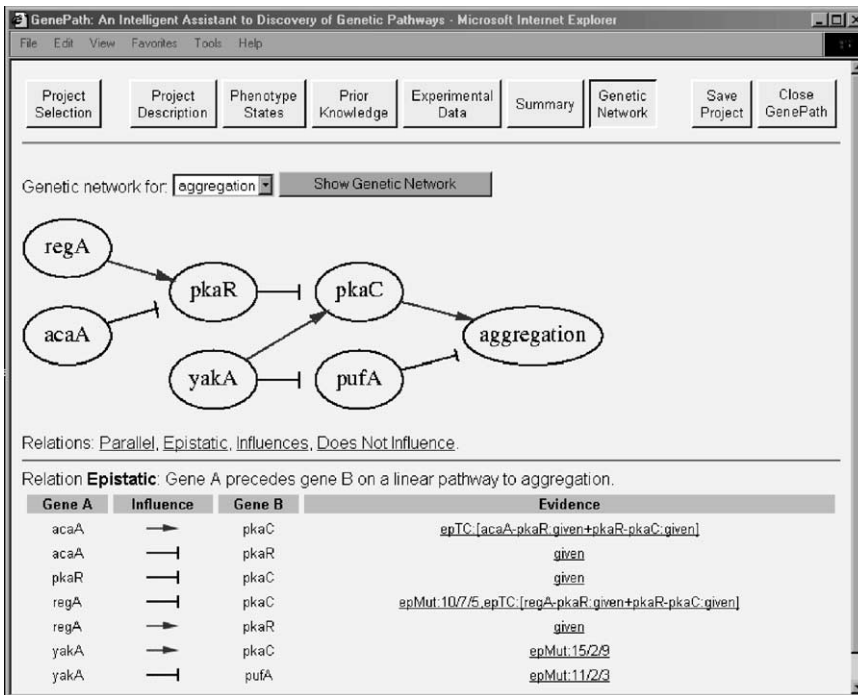 GenePath: An Intelligent Assistant to Discovery of Genetic Pathways - Microsoft Internet Explorer
File Edit View Favorites Tools Help
Project Selection
Project Description
Phenotype States
Prior Knowledge
Experimental Data
Summary
Genetic Network
Save Project
Close GenePath
Genetic network for: aggregation Show Genetic Network
regA
pkaR
pkaC
acaA
aggregation
yakA
pufA
Relations: Parallel, Epistatic, Influences, Does Not Influence.
Relation Epistatic: Gene A precedes gene B on a linear pathway to aggregation.
Gene A Influence Gene B Evidence
acaA pkaC epTC:[acaA-pkaR:given+pkaR-pkaC:given]
acaA pkaR given
pkaR pkaC given
regA pkaC epMut:10/7/5,epTC:[regA-pkaR:given+pkaR-pkaC:given]
regA pkaR given
yakA pkaC epMut:15/2/9
yakA pufA epMut:11/2/3